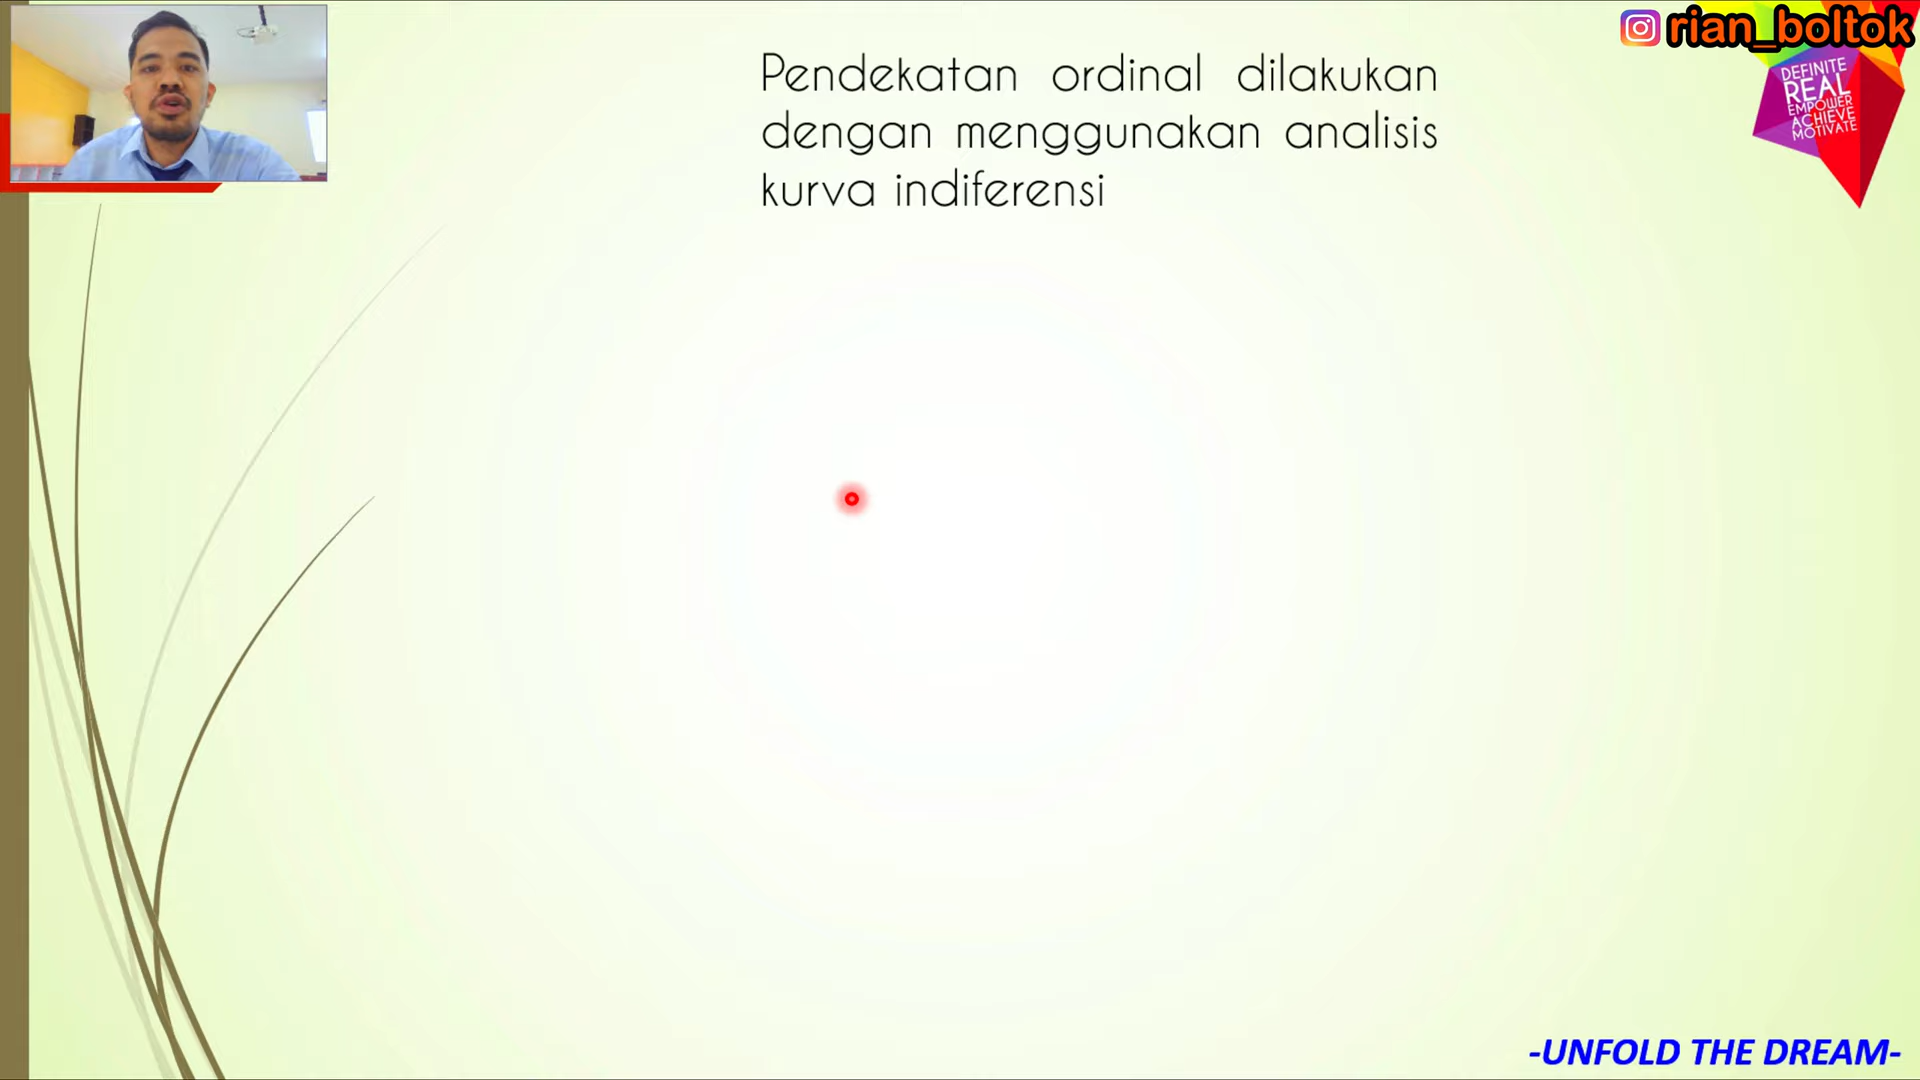 rian_boltok
Pendekatan ordinal dilakukan
dengan menggunakan analisis
kurva indiferensi
DEFINITE
REAL
EMPOWER
ACHIEVE
MOTIVATE
-UNFOLD THE DREAM-